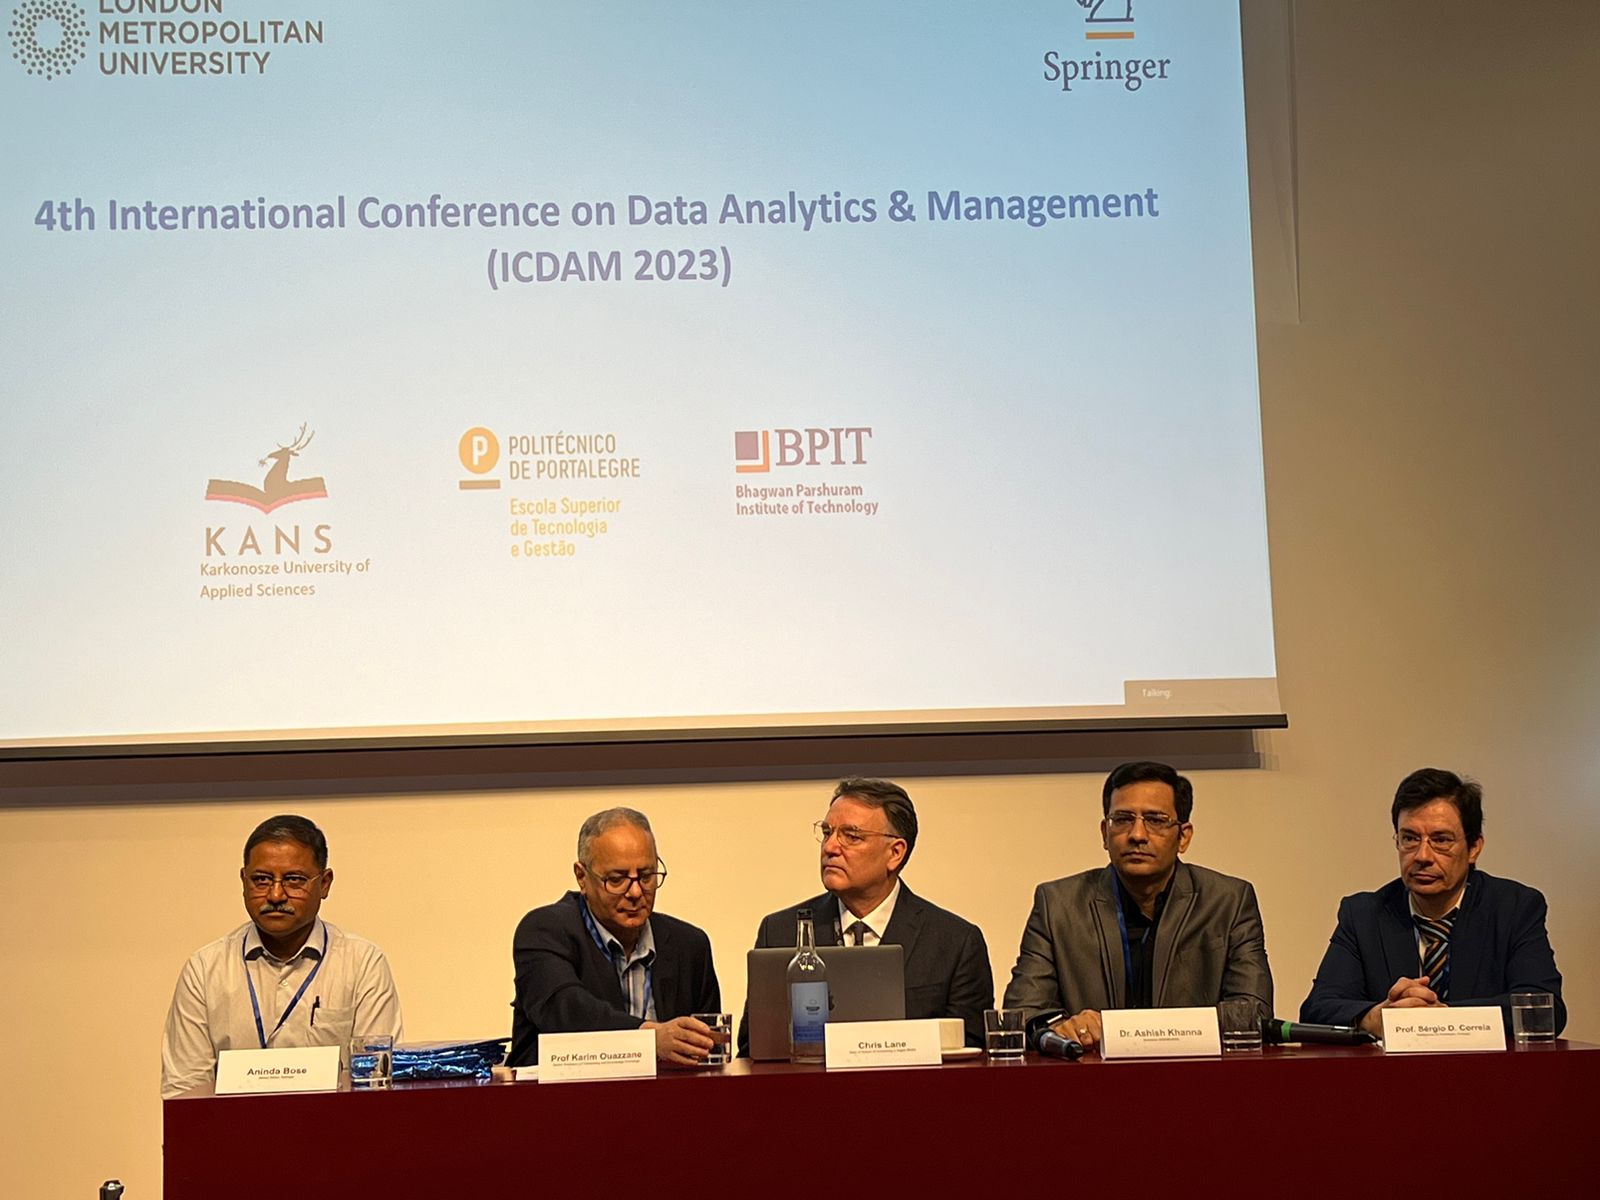 LONDON
METROPOLITAN
UNIVERSITY
Springer
4th International Conference on Data Analytics & Management
(ICDAM 2023)
KANS
Karkonosze University of
Applied Sciences
P
POLITÉCNICO
DE PORTALEGRE
Escola Superior
de Tecnologia
e Gestão
BPIT
Bhagwan Parshuram
Institute of Technology
Talking:
Aninda Bose
Prof Karim Ouazzane
Chris Lane
Dr. Ashish Khanna
Prof. Sérgio D. Correia